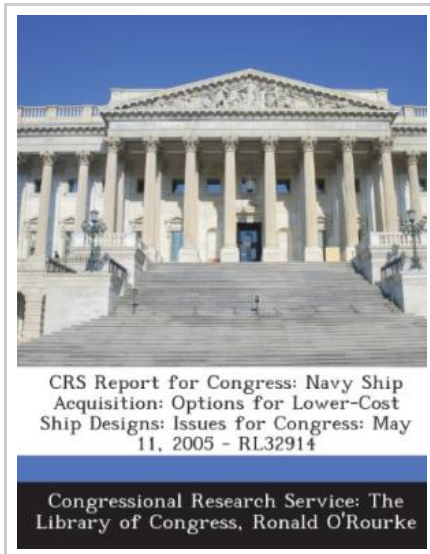 CRS Report for Congress: Navy Ship
Acquisition: Options for Lower-Cost
Ship Designs: Issues for Congress: May
11, 2005 - RL32914
Congressional Research Service: The
Library of Congress, Ronald O'Rourke